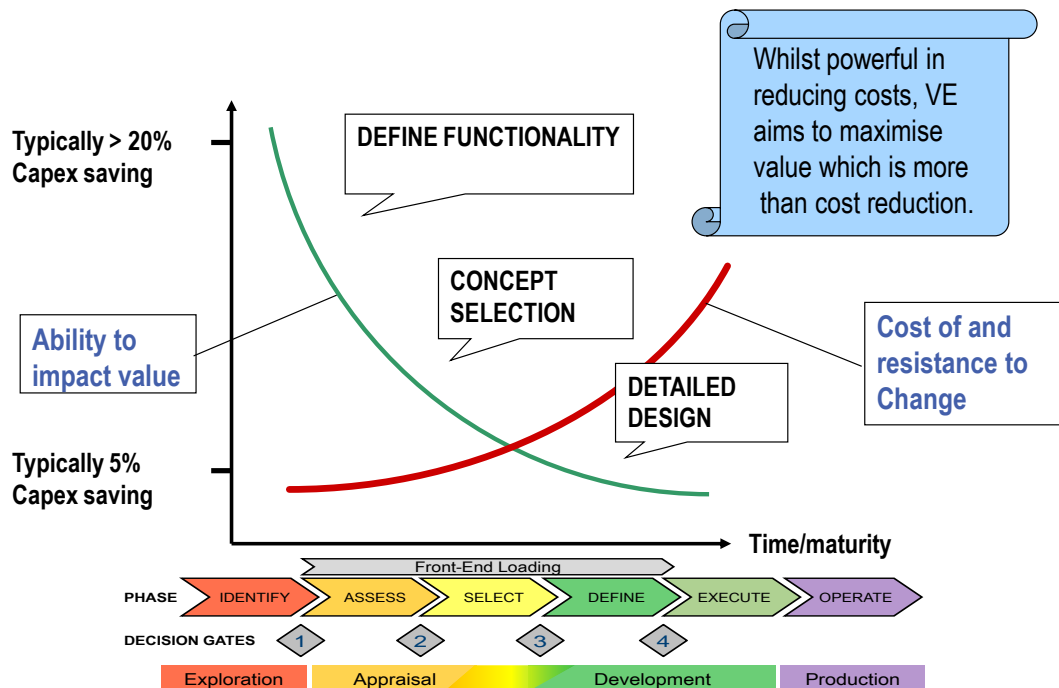 Whilst powerful in
reducing costs, VE
aims to maximise
value which is more
than cost reduction.
Typically > 20%
Capex saving
DEFINE FUNCTIONALITY
CONCEPT
SELECTION
Ability to
impact value
Cost of and
resistance to
Change
DETAILED
DESIGN
Typically 5%
Capex saving
Time/maturity
Front-End Loading
PHASE IDENTIFY ASSESS SELECT DEFINE EXECUTE OPERATE
DECISION GATES 1 2 3 4
Exploration Appraisal Development Production